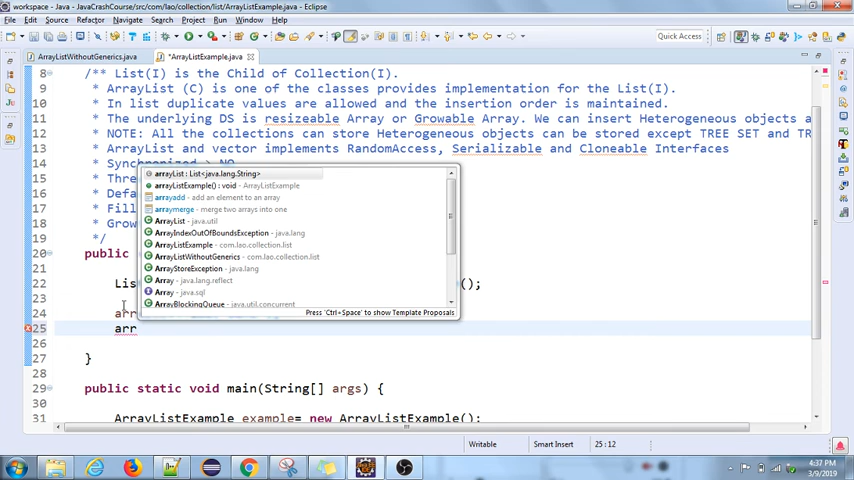 workspace - Java - JavaCrashCourse/src/com/lao/collection/list/ArrayListExample.java - Eclipse
File Edit Source Refactor Navigate Search Project Run Window Help
Quick Access
ArrayListWithoutGenerics.java *ArrayListExample.java
8 /** List(I) is the Child of Collection(I).
9 * ArrayList (C) is one of the classes provides implementation for the List(I).
10 * In list duplicate values are allowed and the insertion order is maintained.
11 * The underlying DS is resizeable Array or Growable Array. We can insert Heterogeneous objects a
12 * NOTE: All the collections can store Heterogeneous objects can be stored except TREE SET and TR
13 * ArrayList and vector implements RandomAccess, Serializable and Cloneable Interfaces
14 * Synchronized -> NO
15 * Thre
16 * Defa
17 * Fill
18 * Grow
19 */
20 public
21
22 Lis ();
23
24 arr
25 arr
26
27 }
28
29 public static void main(String[] args) {
30
31 ArrayListExample example= new ArrayListExample();
arrayList : List<java.lang.String>
arrayListExample() : void - ArrayListExample
arrayadd - add an element to an array
arraymerge - merge two arrays into one
ArrayList - java.util
ArrayIndexOutOfBoundsException - java.lang
ArrayListExample - com.lao.collection.list
ArrayListWithoutGenerics - com.lao.collection.list
ArrayStoreException - java.lang
Array - java.lang.reflect
Array - java.sql
ArrayBlockingQueue - java.util.concurrent
Press 'Ctrl+Space' to show Template Proposals
Writable Smart Insert 25 : 12
4:37 PM
3/9/2019